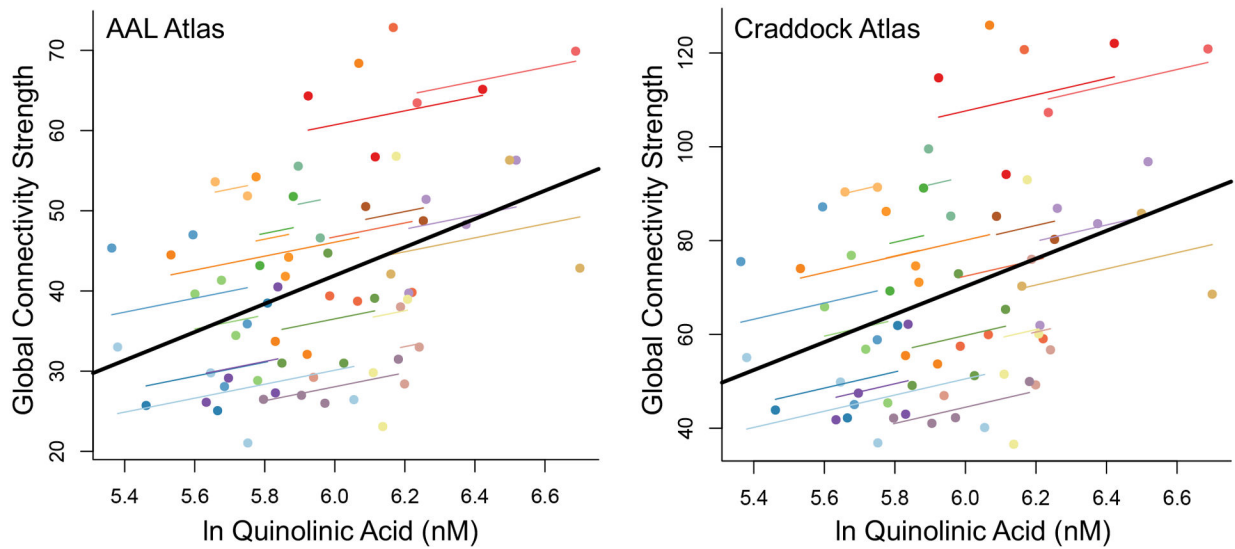 AAL Atlas
Global Connectivity Strength
70
60
50
40
30
20
5.4 5.6 5.8 6.0 6.2 6.4 6.6
ln Quinolinic Acid (nM)
Craddock Atlas
Global Connectivity Strength
120
100
80
60
40
5.4 5.6 5.8 6.0 6.2 6.4 6.6
ln Quinolinic Acid (nM)